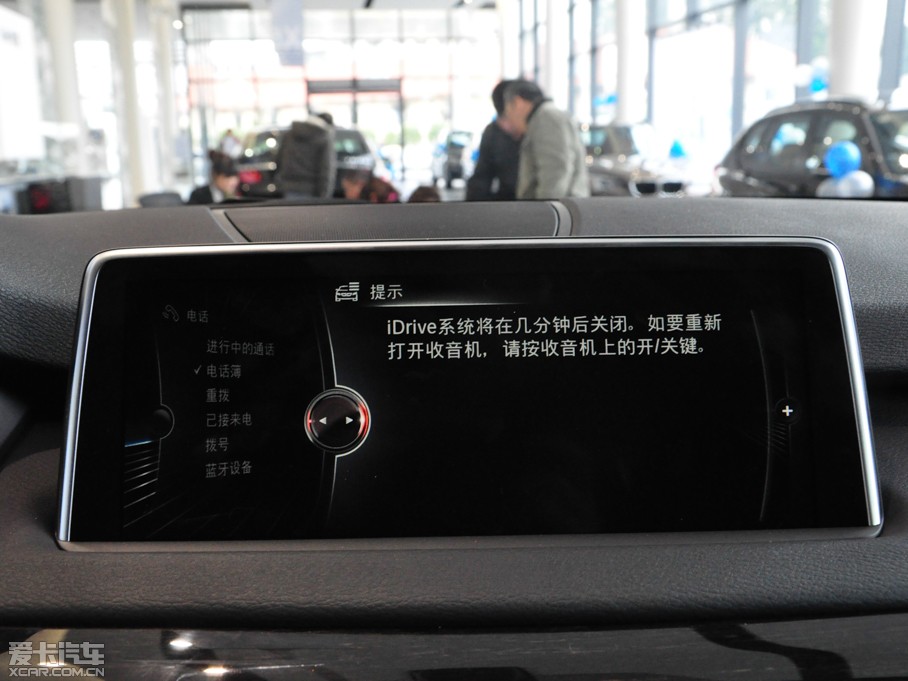 提示
iDrive系统将在几分钟后关闭。如要重新
打开收音机，请按收音机上的开/关键。
电话
进行中的通话
✓ 电话簿
重拨
已接来电
拨号
蓝牙设备
+
爱卡汽车
XCAR.COM.CN